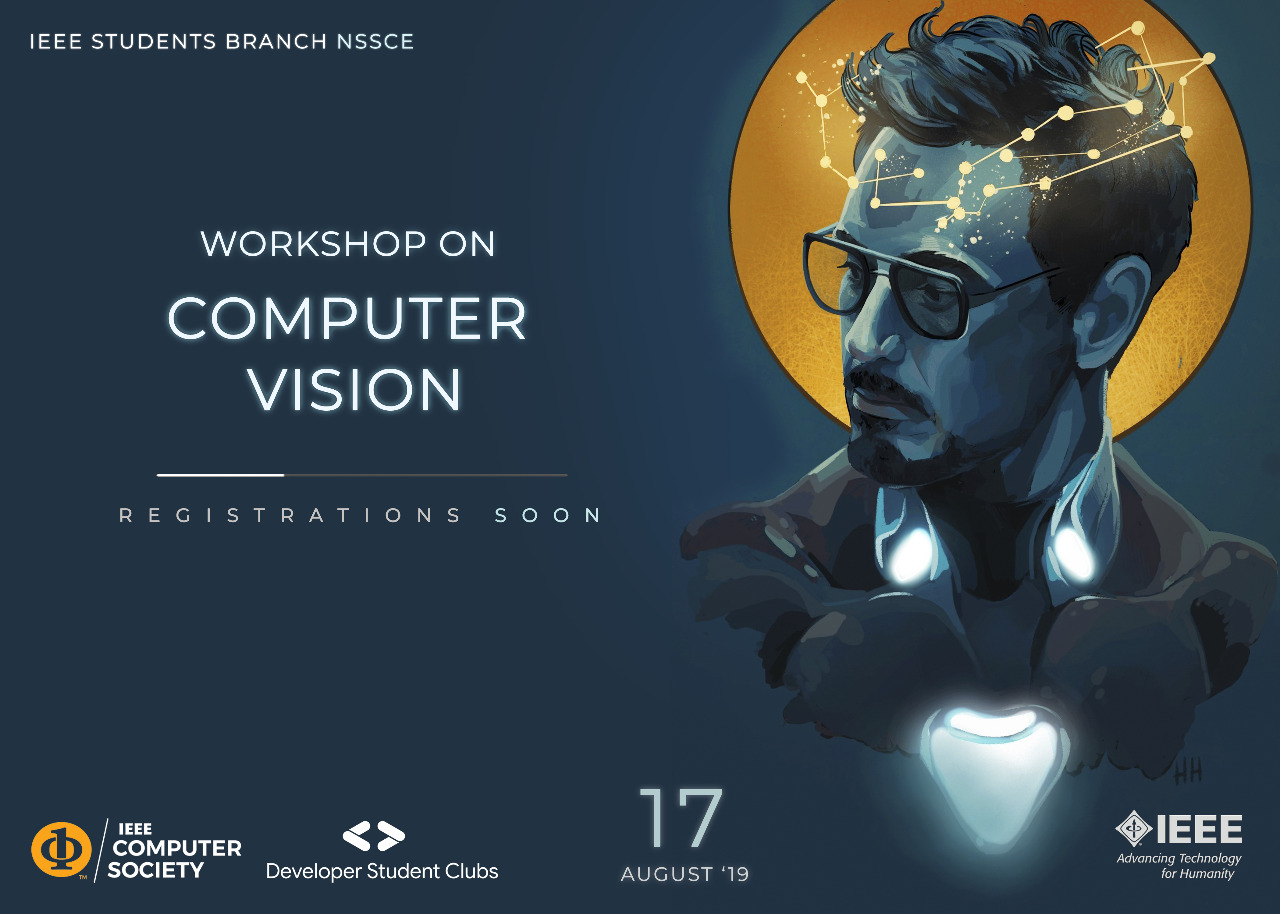 IEEE STUDENTS BRANCH NSSCE
WORKSHOP ON
COMPUTER
VISION
REGISTRATIONS SOON
HH
17
AUGUST ‘19
IEEE
COMPUTER
SOCIETY
TM
Developer Student Clubs
IEEE
Advancing Technology
for Humanity